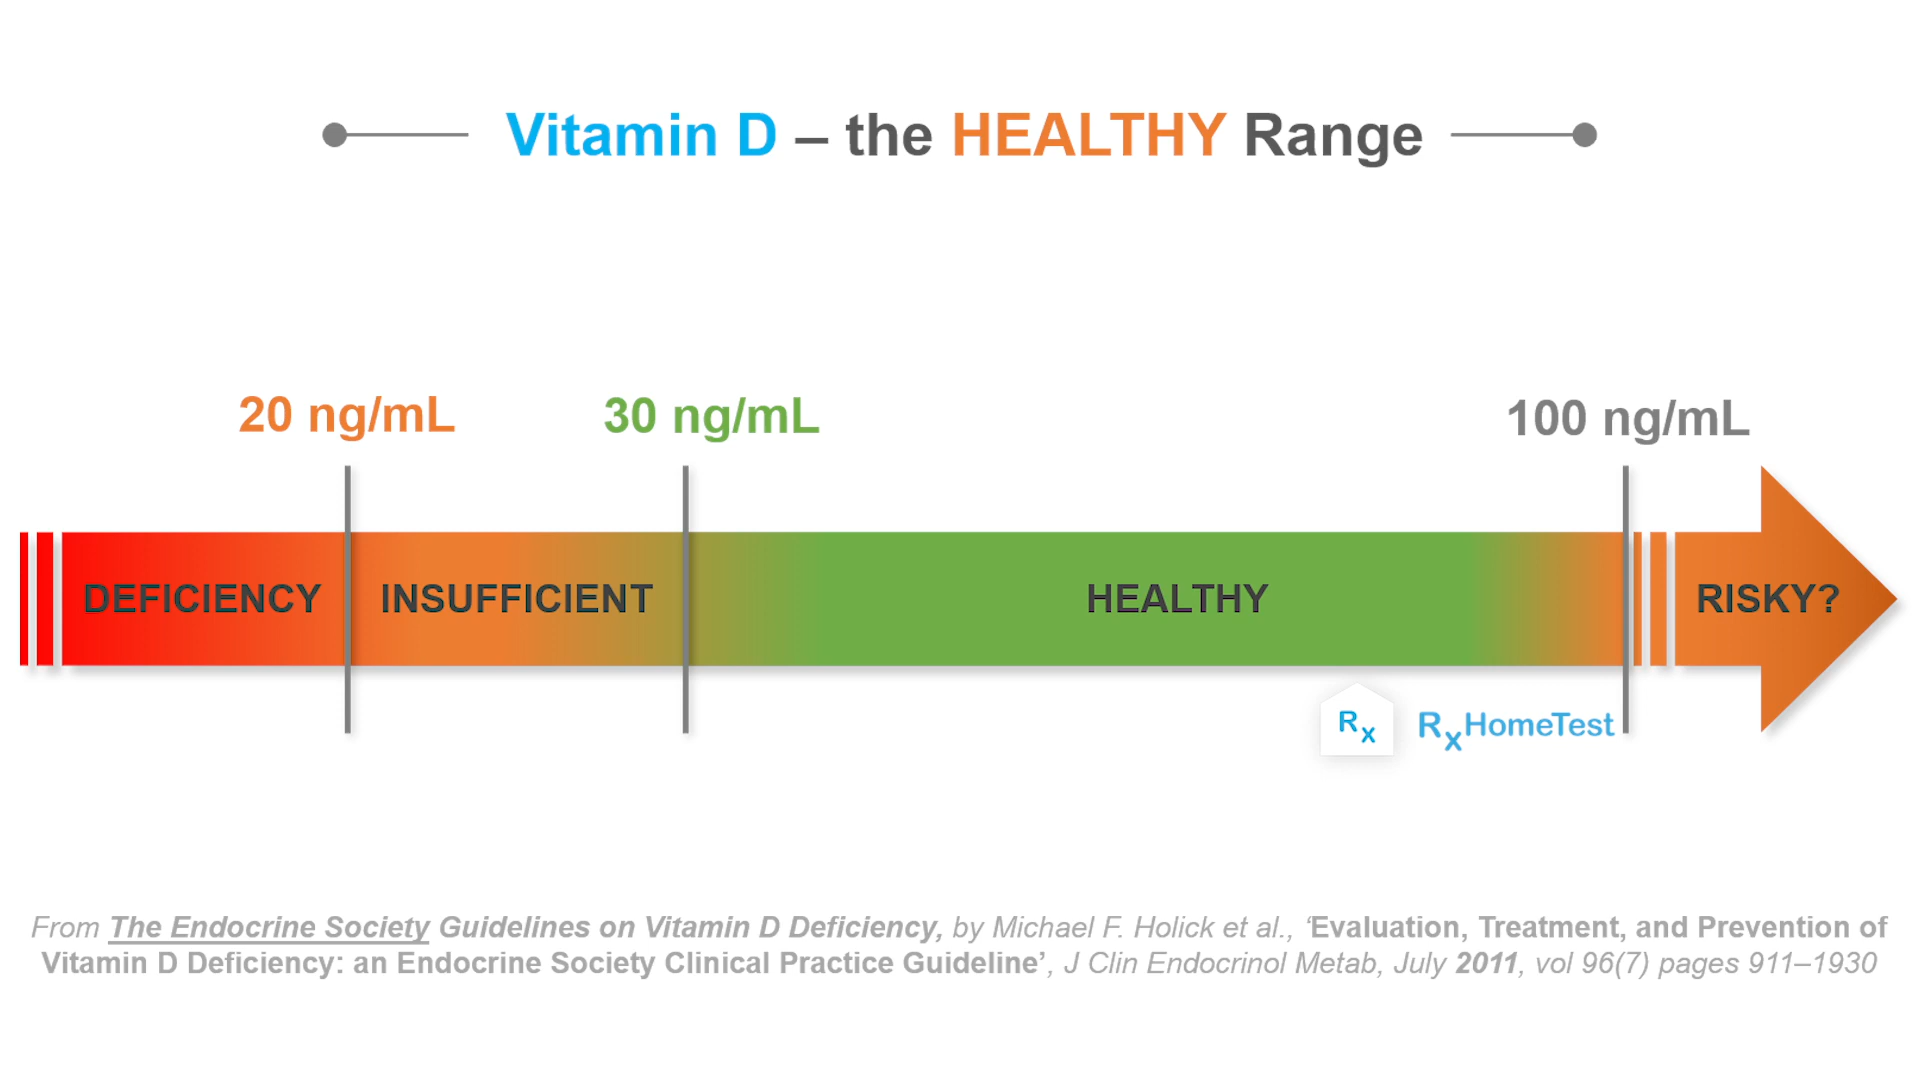 Vitamin D – the HEALTHY Range
20 ng/mL
30 ng/mL
100 ng/mL
DEFICIENCY
INSUFFICIENT
HEALTHY
RISKY?
Rx
RxHomeTest
From The Endocrine Society Guidelines on Vitamin D Deficiency, by Michael F. Holick et al., ‘Evaluation, Treatment, and Prevention of
Vitamin D Deficiency: an Endocrine Society Clinical Practice Guideline’, J Clin Endocrinol Metab, July 2011, vol 96(7) pages 911–1930